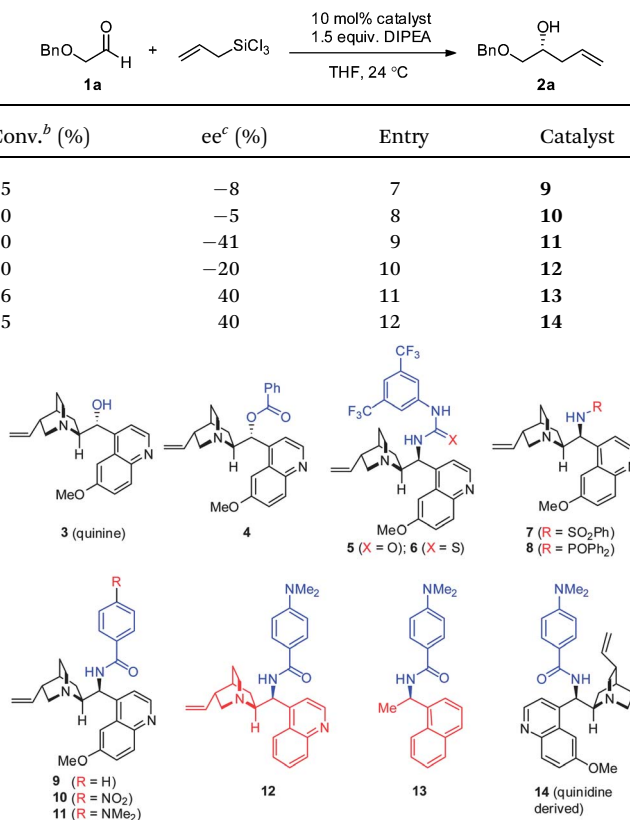 10 mol% catalyst
1.5 equiv. DIPEA
THF, 24 °C
BnO O H + SiCl3 BnO OH
1a 2a
Conv.b (%) eec (%) Entry Catalyst
5 −8 7 9
0 −5 8 10
0 −41 9 11
0 −20 10 12
6 40 11 13
5 40 12 14
OH N H N MeO
3 (quinine)
Ph O O N H N MeO
4
CF3 F3C NH HN X N H N MeO
5 (X = O); 6 (X = S)
HN R N H N MeO
7 (R = SO2Ph)
8 (R = POPh2)
R HN O N H N MeO
9 (R = H)
10 (R = NO2)
11 (R = NMe2)
NMe2 HN O N H N
12
NMe2 HN O Me
13
NMe2 O NH N H N OMe
14 (quinidine
derived)